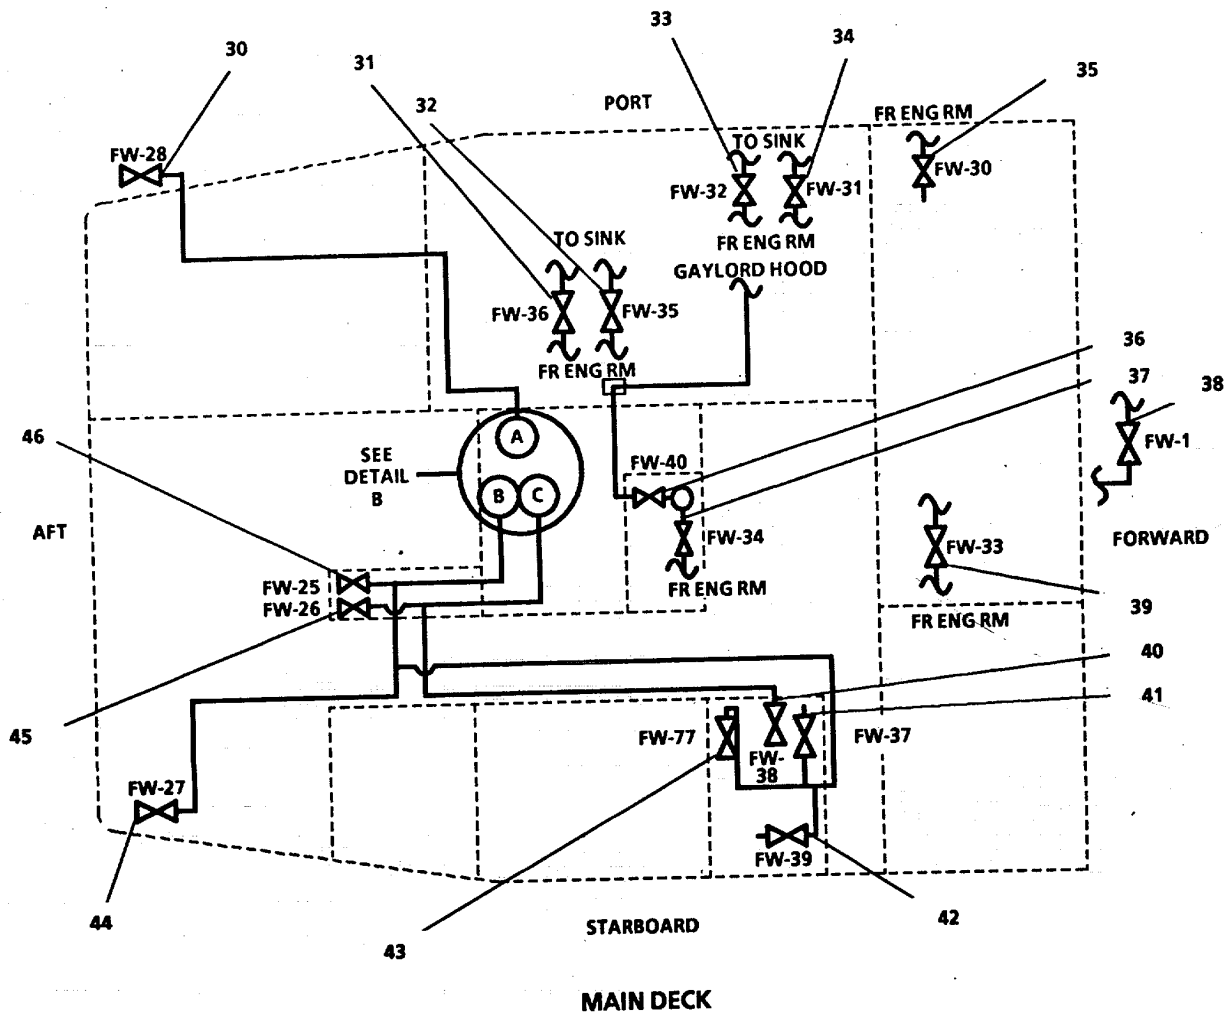 33
34
30
31
35
32
PORT
FR ENG RM
TO SINK
FW-28
FW-32
FW-31
FW-30
TO SINK
FR ENG RM
GAYLORD HOOD
FW-36
FW-35
FR ENG RM
36
37
38
46
A
FW-1
SEE
DETAIL
B
FW-40
B
C
AFT
FW-34
FW-33
FORWARD
FW-25
FR ENG RM
FW-26
39
FR ENG RM
40
41
45
FW-77
FW-37
FW-
38
FW-27
FW-39
44
42
43
STARBOARD
MAIN DECK